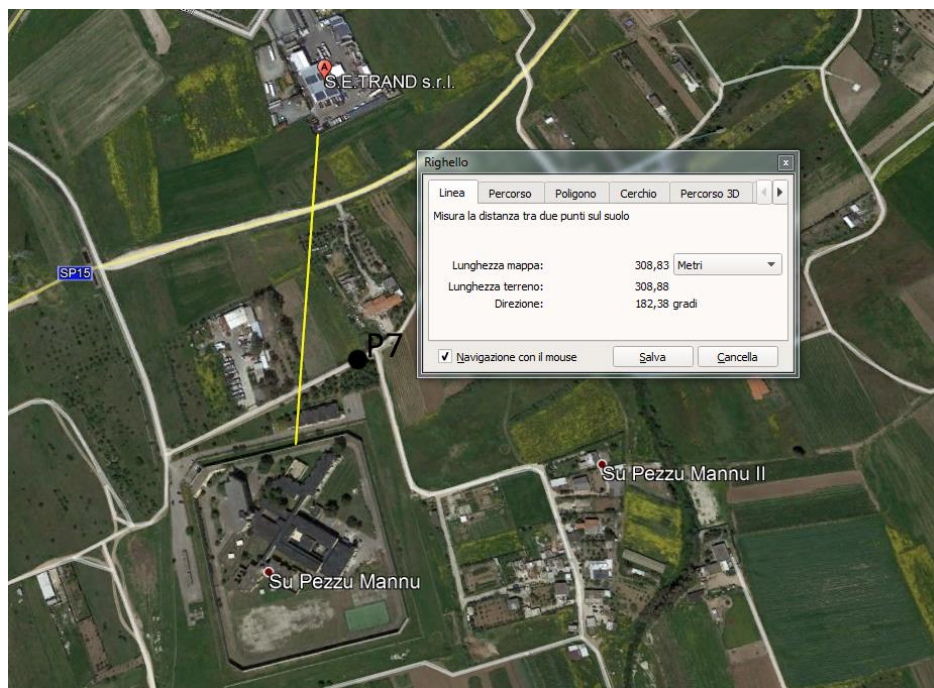 A
S.E.TRAND s.r.l.
Righello
x
Linea Percorso Poligono Cerchio Percorso 3D
Misura la distanza tra due punti sul suolo
Lunghezza mappa: 308,83 Metri
Lunghezza terreno: 308,88
Direzione: 182,38 gradi
Navigazione con il mouse Salva Cancella
SP15
P7
Su Pezzu Mannu II
Su Pezzu Mannu